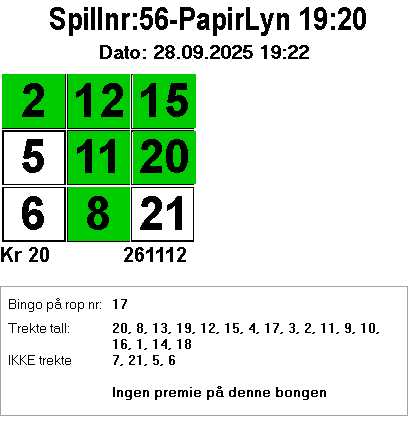 Spillnr:56-PapirLyn 19:20
Dato: 28.09.2025 19:22
2 12 15
5 11 20
6 8 21
Kr 20 261112
Bingo på rop nr: 17
Trekte tall: 20, 8, 13, 19, 12, 15, 4, 17, 3, 2, 11, 9, 10,
16, 1, 14, 18
IKKE trekte 7, 21, 5, 6
Ingen premie på denne bongen